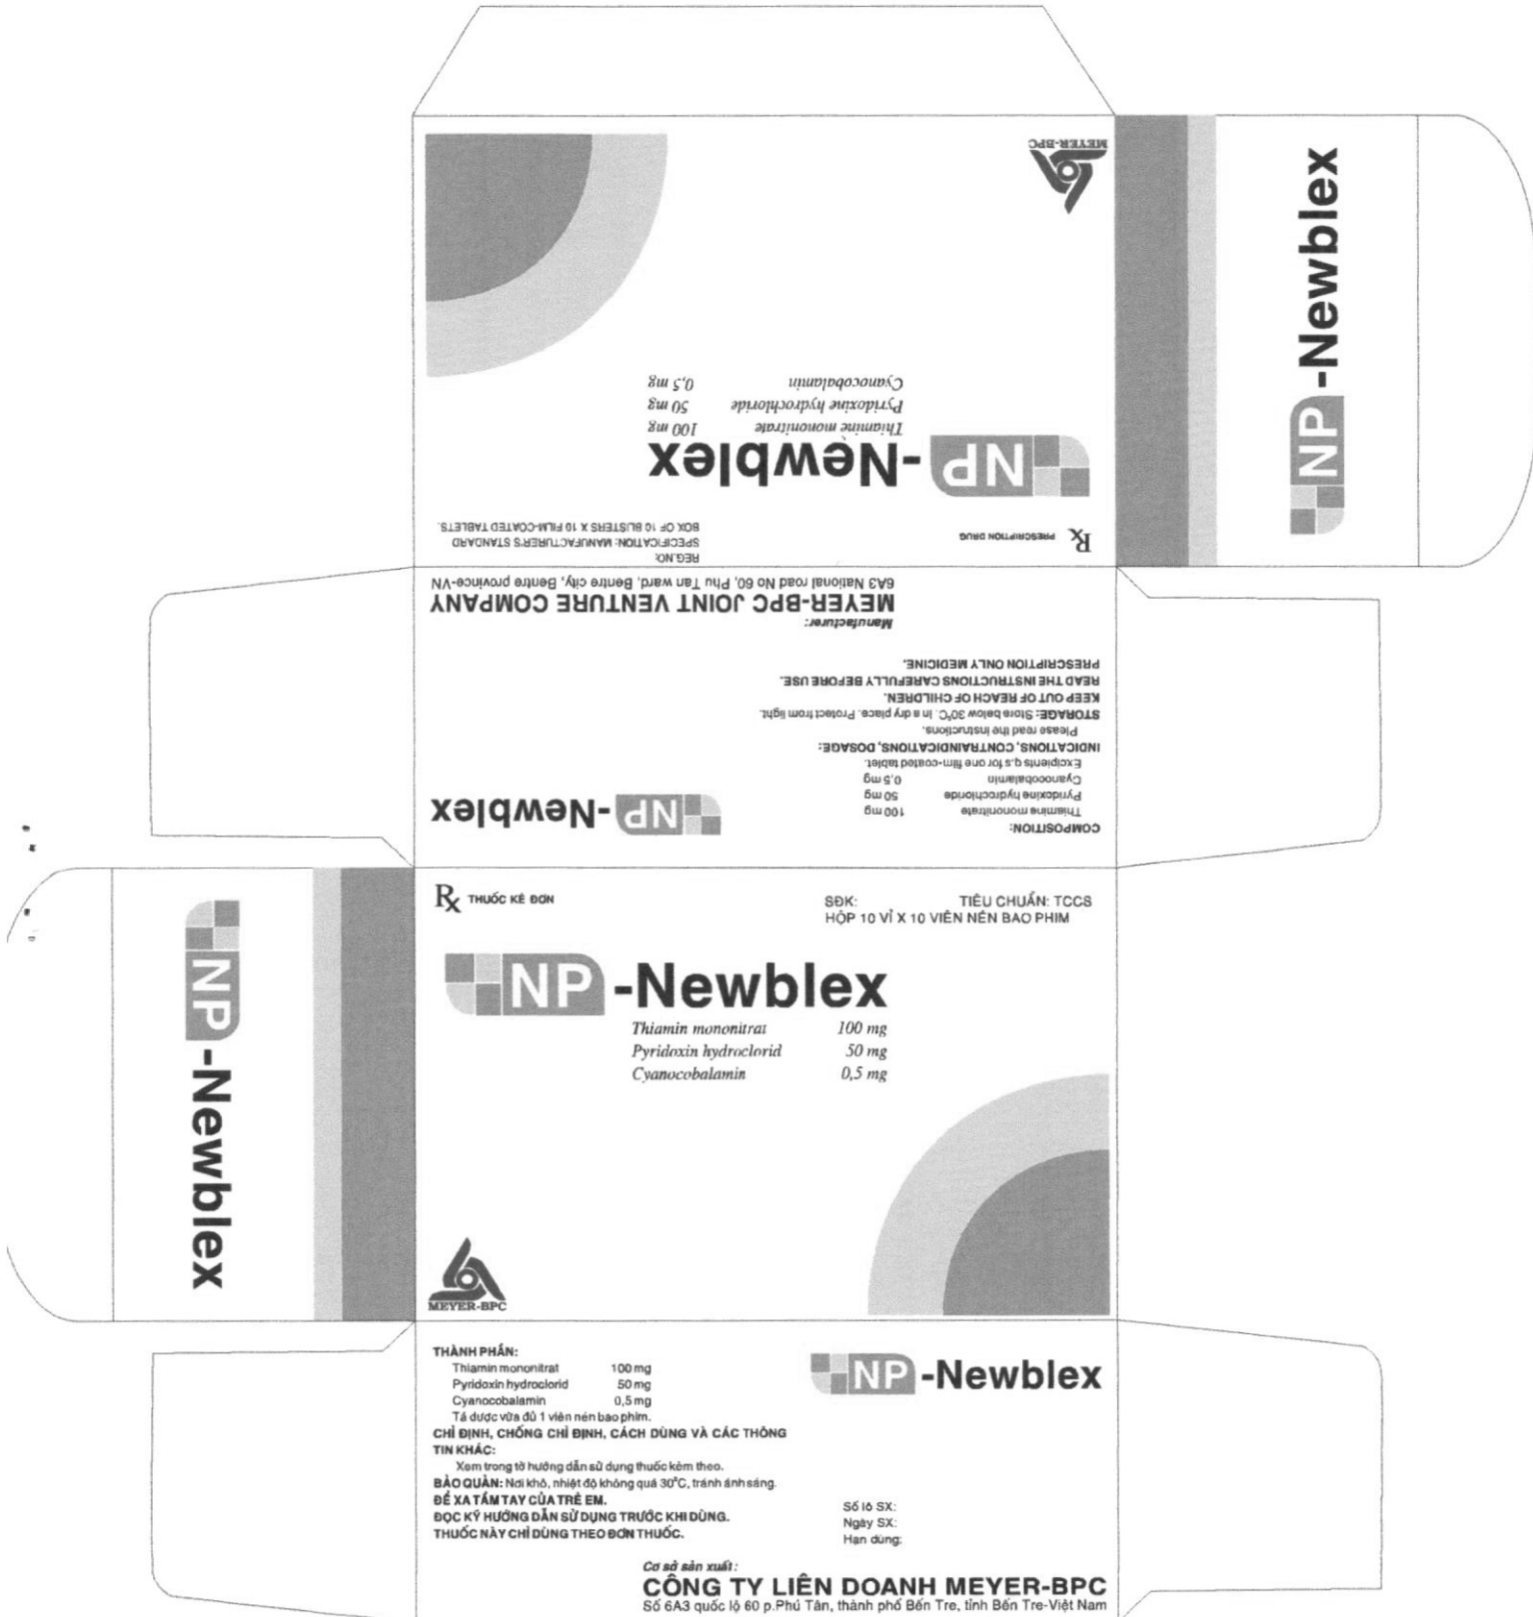 MEYER-BPC
NP-Newblex
Cyanocobalamin 0,5 mg
Pyridoxine hydrochloride 50 mg
Thiamine mononitrate 100 mg
NP-Newblex
Rx PRESCRIPTION DRUG
REG.NO:
SPECIFICATION: MANUFACTURER'S STANDARD
BOX OF 10 BLISTERS X 10 FILM-COATED TABLETS.
NP-Newblex
COMPOSITION:
Thiamine mononitrate 100 mg
Pyridoxine hydrochloride 50 mg
Cyanocobalamin 0,5 mg
Excipients q.s for one film-coated tablet.
INDICATIONS, CONTRAINDICATIONS, DOSAGE:
Please read the instructions.
STORAGE: Store below 30ºC. in a dry place. Protect from light.
KEEP OUT OF REACH OF CHILDREN.
READ THE INSTRUCTIONS CAREFULLY BEFORE USE.
PRESCRIPTION ONLY MEDICINE.
Manufacturer:
MEYER-BPC JOINT VENTURE COMPANY
6A3 National road No 60, Phu Tan ward, Bentre city, Bentre province-VN
NP-Newblex
Rx THUỐC KÊ ĐƠN
SĐK: TIÊU CHUẨN: TCCS
HỘP 10 VỈ X 10 VIÊN NÉN BAO PHIM
NP-Newblex
Thiamin mononitrat 100 mg
Pyridoxin hydroclorid 50 mg
Cyanocobalamin 0,5 mg
MEYER-BPC
THÀNH PHẦN:
Thiamin mononitrat 100 mg
Pyridoxin hydroclorid 50 mg
Cyanocobalamin 0,5 mg
Tá dược vừa đủ 1 viên nén bao phim.
CHỈ ĐỊNH, CHỐNG CHỈ ĐỊNH, CÁCH DÙNG VÀ CÁC THÔNG
TIN KHÁC:
Xem trong tờ hướng dẫn sử dụng thuốc kèm theo.
BẢO QUẢN: Nơi khô, nhiệt độ không quá 30ºC, tránh ánh sáng.
ĐỂ XA TẦM TAY CỦA TRẺ EM.
ĐỌC KỸ HƯỚNG DẪN SỬ DỤNG TRƯỚC KHI DÙNG.
THUỐC NÀY CHỈ DÙNG THEO ĐƠN THUỐC.
NP-Newblex
Số lô SX:
Ngày SX:
Hạn dùng:
Cơ sở sản xuất:
CÔNG TY LIÊN DOANH MEYER-BPC
Số 6A3 quốc lộ 60 p.Phú Tân, thành phố Bến Tre, tỉnh Bến Tre-Việt Nam